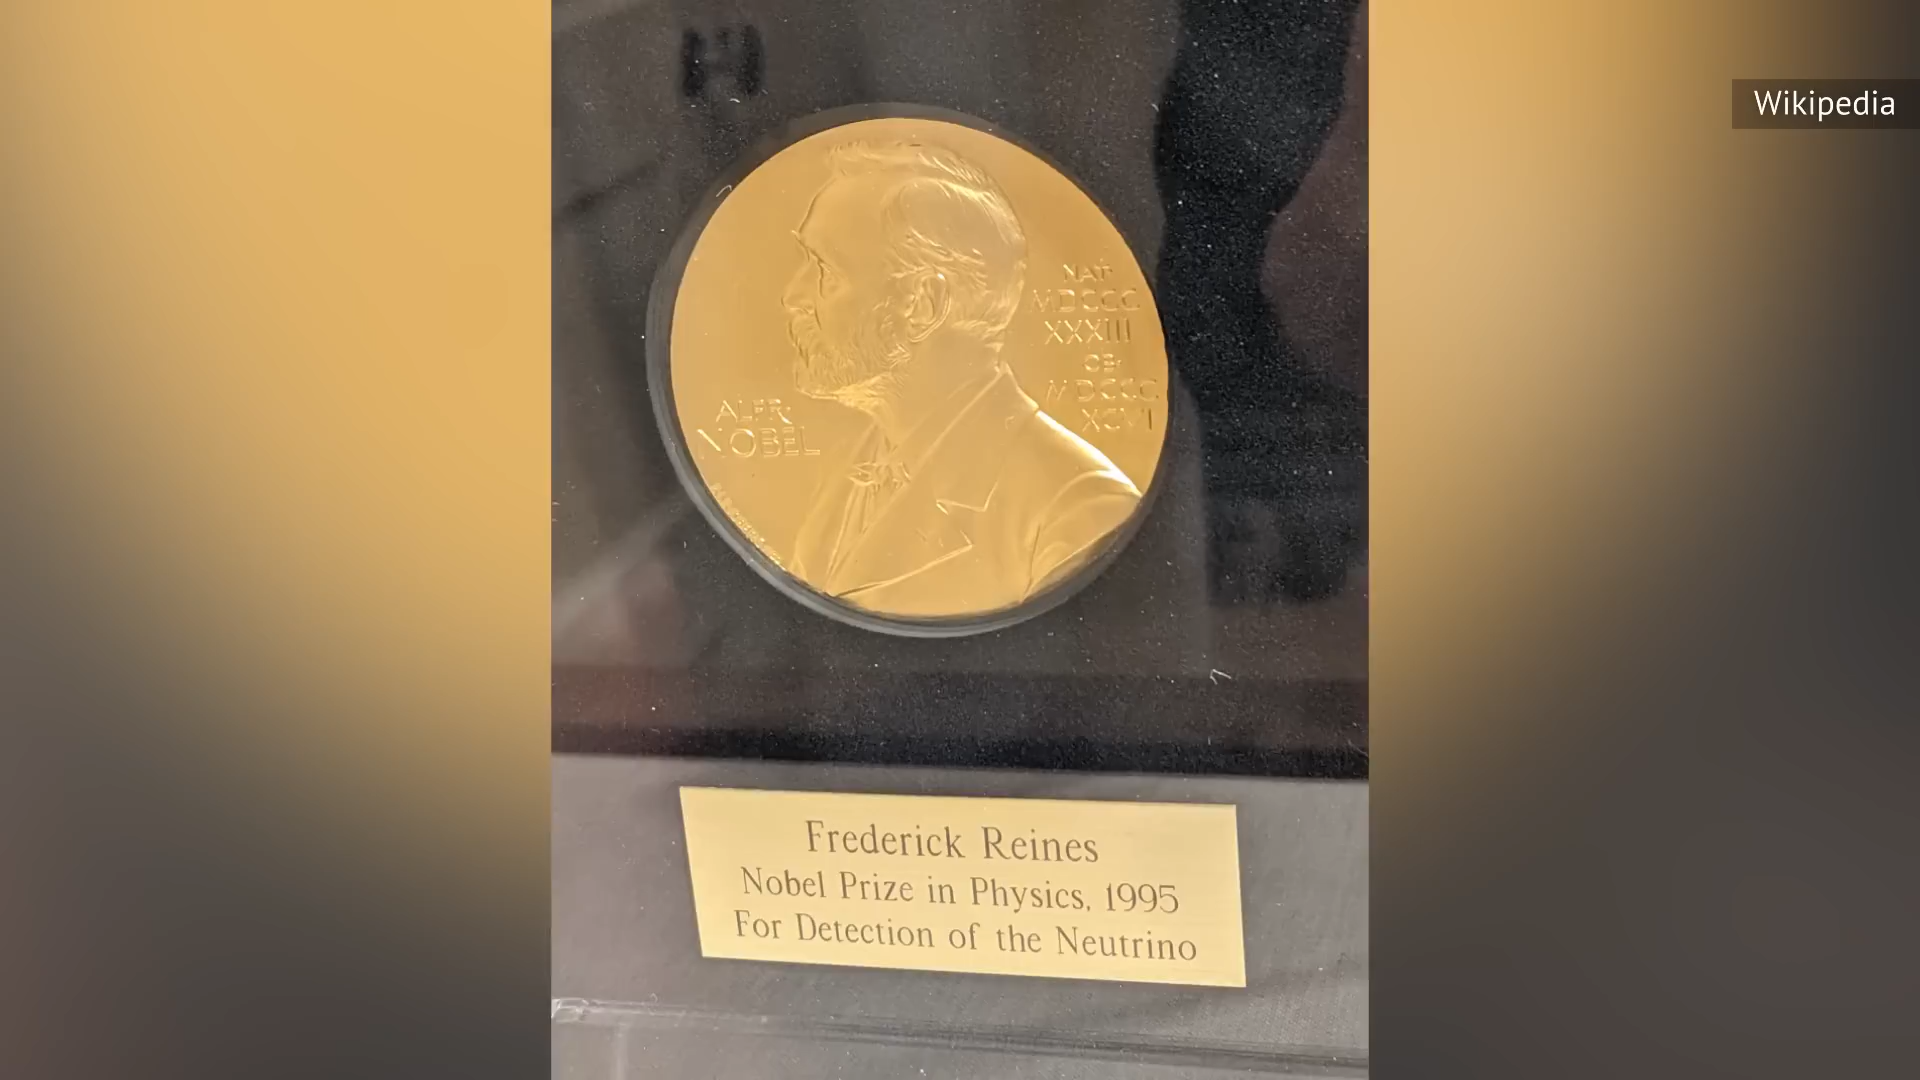 Wikipedia
ALFR·
NOBEL
NAT·
MDCCC
XXXIII
OB·
MDCCC
XCVI
Frederick Reines
Nobel Prize in Physics, 1995
For Detection of the Neutrino